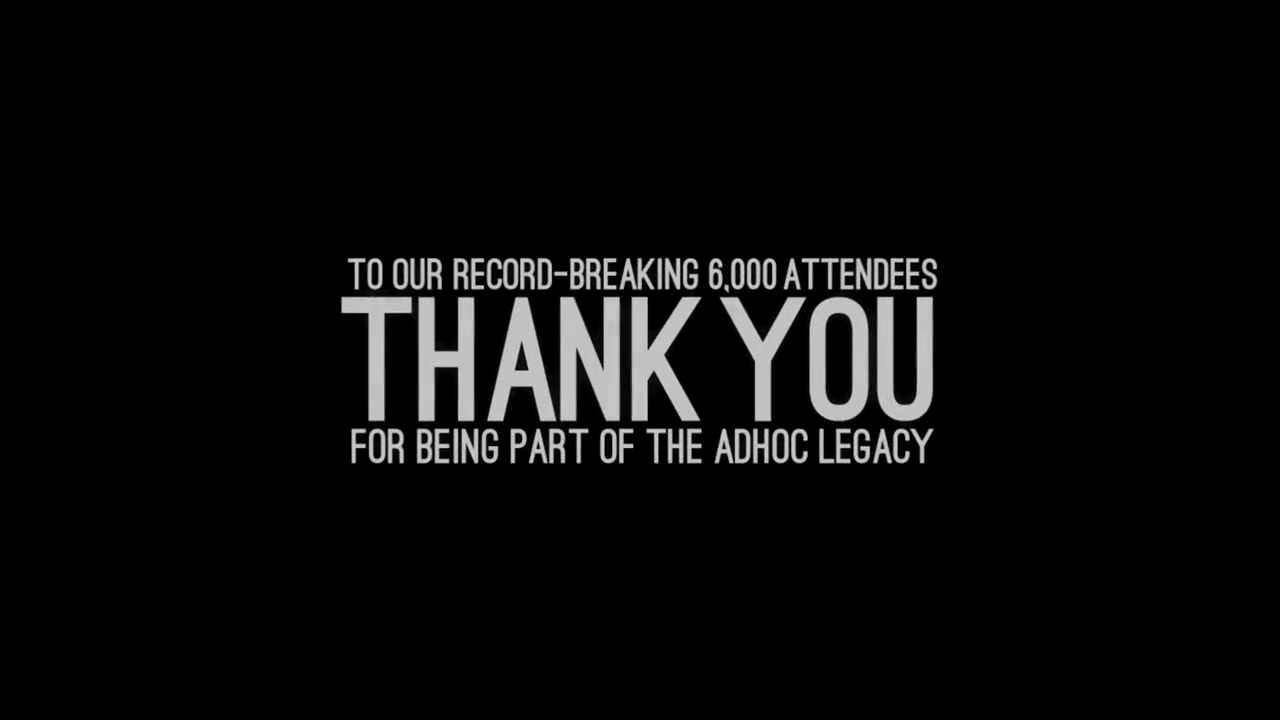 TO OUR RECORD-BREAKING 6,000 ATTENDEES
THANK YOU
FOR BEING PART OF THE ADHOC LEGACY